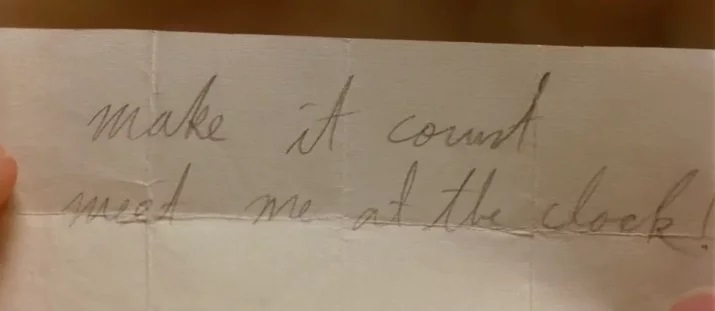 make it count
meet me at the clock!